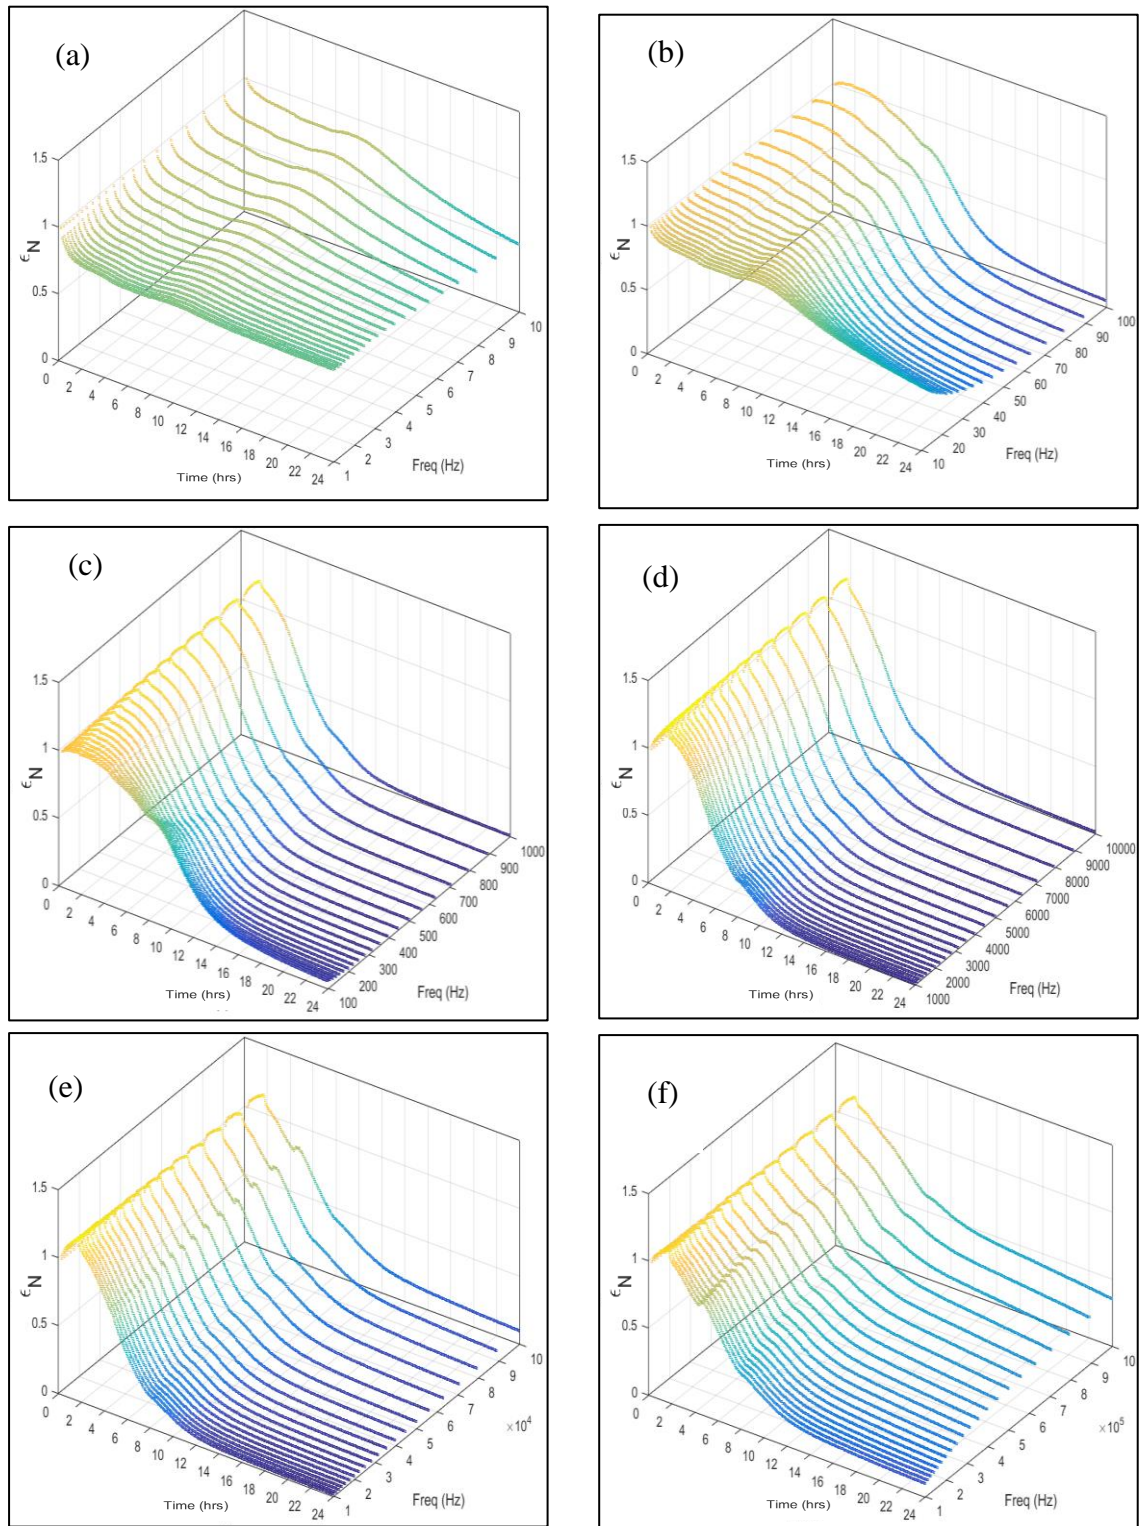 (a)
1.5
1
0.5
0
ϵN
0 2 4 6 8 10 12 14 16 18 20 22 24
Time (hrs)
1 2 3 4 5 6 7 8 9 10
Freq (Hz)
(b)
1.5
1
0.5
0
ϵN
0 2 4 6 8 10 12 14 16 18 20 22 24
Time (hrs)
10 20 30 40 50 60 70 80 90 100
Freq (Hz)
(c)
1.5
1
0.5
0
ϵN
0 2 4 6 8 10 12 14 16 18 20 22 24
Time (hrs)
100 200 300 400 500 600 700 800 900 1000
Freq (Hz)
(d)
1.5
1
0.5
0
ϵN
0 2 4 6 8 10 12 14 16 18 20 22 24
Time (hrs)
1000 2000 3000 4000 5000 6000 7000 8000 9000 10000
Freq (Hz)
(e)
1.5
1
0.5
0
ϵN
0 2 4 6 8 10 12 14 16 18 20 22 24
Time (hrs)
1 2 3 4 5 6 7 8 9 10
×10^4
Freq (Hz)
(f)
1.5
1
0.5
0
ϵN
0 2 4 6 8 10 12 14 16 18 20 22 24
Time (hrs)
1 2 3 4 5 6 7 8 9 10
×10^5
Freq (Hz)